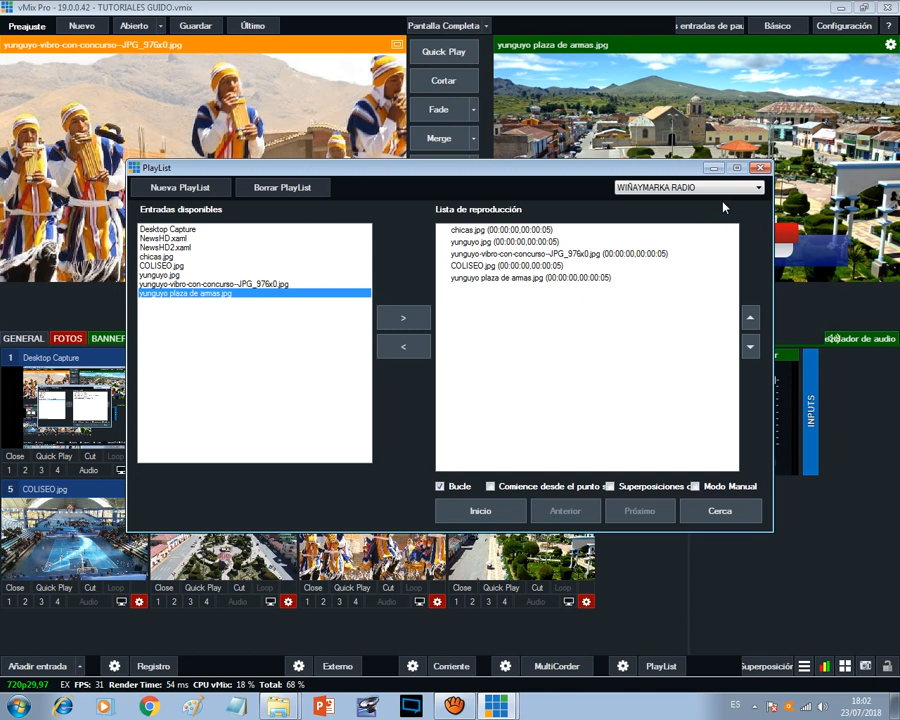 vMix Pro - 19.0.0.42 - TUTORIALES GUIDO.vmix
Preajuste Nuevo Abierto Guardar Último Pantalla Completa s entradas de pau Básico Configuración ?
yunguyo-vibro-con-concurso--JPG_976x0.jpg
yunguyo plaza de armas.jpg
Quick Play
Cortar
Fade
Merge
PlayList
Nueva PlayList Borrar PlayList WIÑAYMARKA RADIO
Entradas disponibles
Desktop Capture
NewsHD.xaml
NewsHD2.xaml
chicas.jpg
COLISEO.jpg
yunguyo.jpg
yunguyo-vibro-con-concurso--JPG_976x0.jpg
yunguyo plaza de armas.jpg
>
<
Lista de reproducción
chicas.jpg (00:00:00,00:00:05)
yunguyo.jpg (00:00:00,00:00:05)
yunguyo-vibro-con-concurso--JPG_976x0.jpg (00:00:00,00:00:05)
COLISEO.jpg (00:00:00,00:00:05)
yunguyo plaza de armas.jpg (00:00:00,00:00:05)
Bucle Comience desde el punto s Superposiciones c Modo Manual
Inicio Anterior Próximo Cerca
GENERAL FOTOS BANNER
dor de audio
INPUTS
1 Desktop Capture
Close Quick Play Cut Loop
1 2 3 4 Audio
5 COLISEO.jpg
Close Quick Play Cut Loop Close Quick Play Cut Loop Close Quick Play Cut Loop Close Quick Play Cut Loop
1 2 3 4 Audio 1 2 3 4 Audio 1 2 3 4 Audio 1 2 3 4 Audio
Añadir entrada Registro Externo Corriente MultiCorder PlayList Superposición
720p29,97 EX FPS: 31 Render Time: 54 ms CPU vMix: 18 % Total: 68 %
ES
18:02
23/07/2018